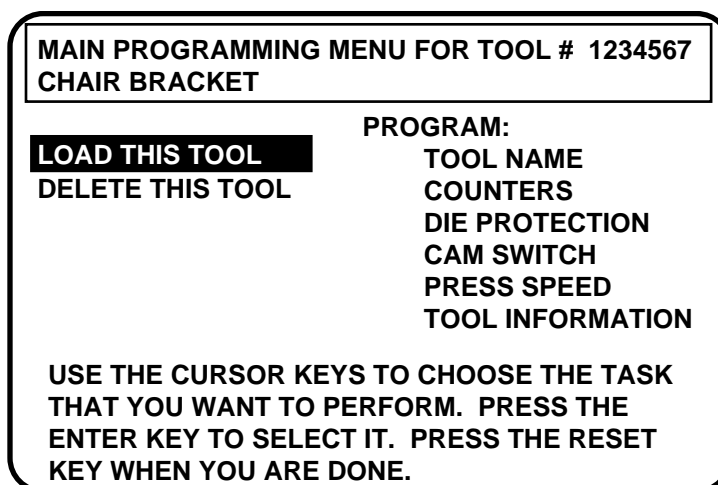 MAIN PROGRAMMING MENU FOR TOOL # 1234567
CHAIR BRACKET
LOAD THIS TOOL
DELETE THIS TOOL
PROGRAM:
TOOL NAME
COUNTERS
DIE PROTECTION
CAM SWITCH
PRESS SPEED
TOOL INFORMATION
USE THE CURSOR KEYS TO CHOOSE THE TASK
THAT YOU WANT TO PERFORM. PRESS THE
ENTER KEY TO SELECT IT. PRESS THE RESET
KEY WHEN YOU ARE DONE.